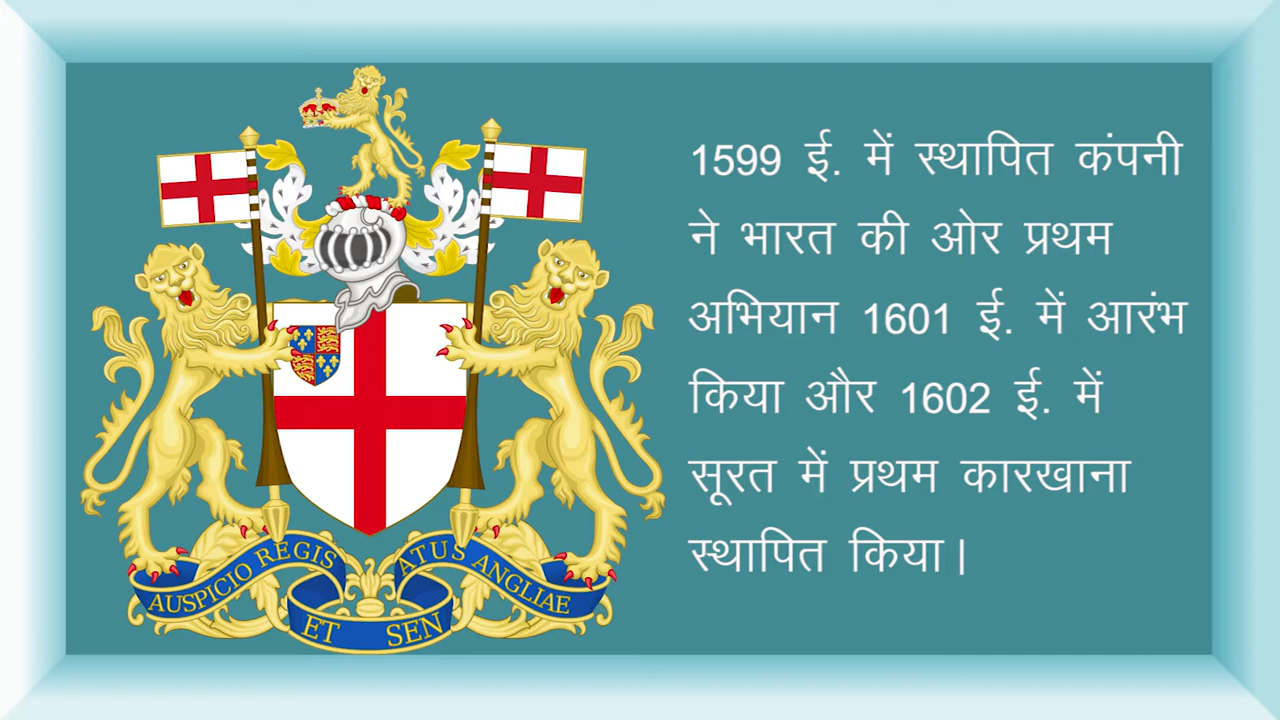 1599 ई. में स्थापित कंपनी
ने भारत की ओर प्रथम
अभियान 1601 ई. में आरंभ
किया और 1602 ई. में
सूरत में प्रथम कारखाना
स्थापित किया।
AUSPICIO REGIS
ET SEN
ATUS ANGLIAE